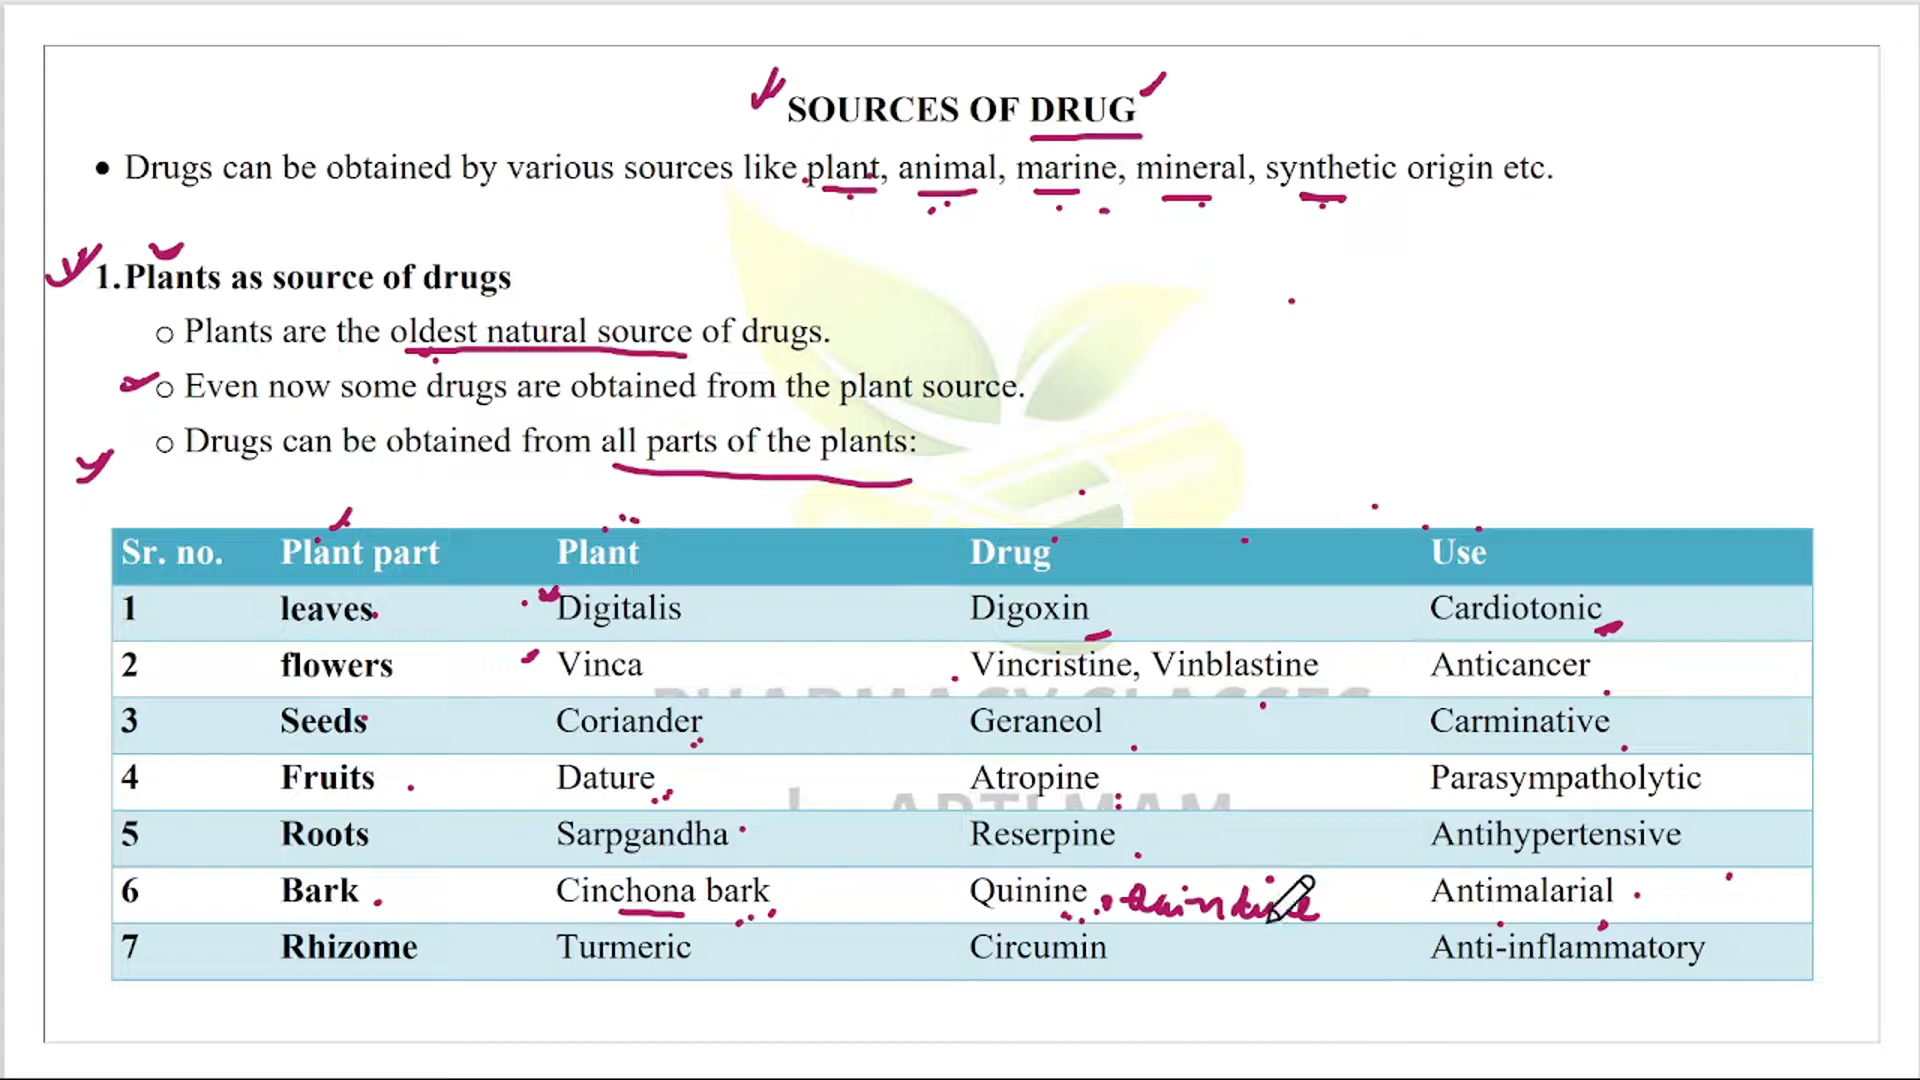 SOURCES OF DRUG
• Drugs can be obtained by various sources like plant, animal, marine, mineral, synthetic origin etc.
1.Plants as source of drugs
o Plants are the oldest natural source of drugs.
o Even now some drugs are obtained from the plant source.
o Drugs can be obtained from all parts of the plants:
Sr. no. Plant part Plant Drug Use
1 leaves Digitalis Digoxin Cardiotonic
2 flowers Vinca Vincristine, Vinblastine Anticancer
PHARMACY CLASSES
3 Seeds Coriander Geraneol Carminative
4 Fruits Dature Atropine Parasympatholytic
by ARTI MAM
5 Roots Sarpgandha Reserpine Antihypertensive
6 Bark Cinchona bark Quinine Antimalarial
7 Rhizome Turmeric Circumin Anti-inflammatory